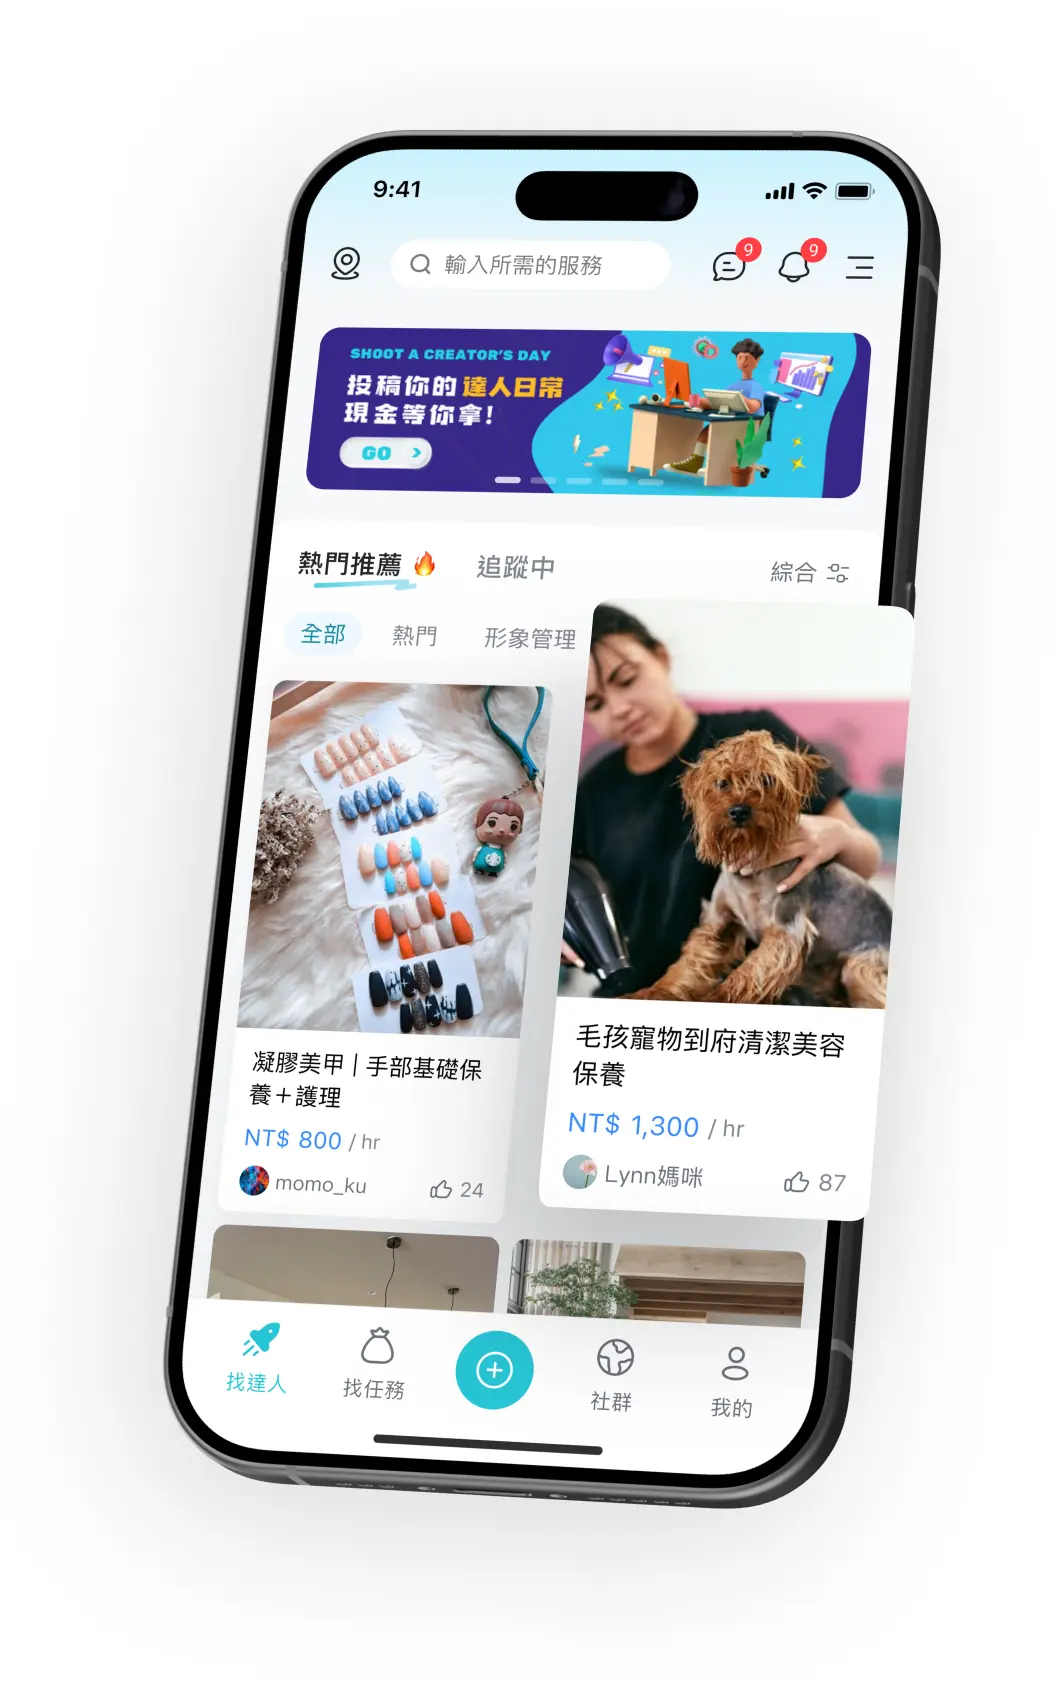 9:41
輸入所需的服務
9
9
SHOOT A CREATOR'S DAY
投稿你的達人日常
現金等你拿!
GO
熱門推薦 🔥
追蹤中
綜合
全部
熱門
形象管理
凝膠美甲 | 手部基礎保
養＋護理
NT$ 800 / hr
momo_ku
24
毛孩寵物到府清潔美容
保養
NT$ 1,300 / hr
Lynn媽咪
87
找達人
找任務
社群
我的